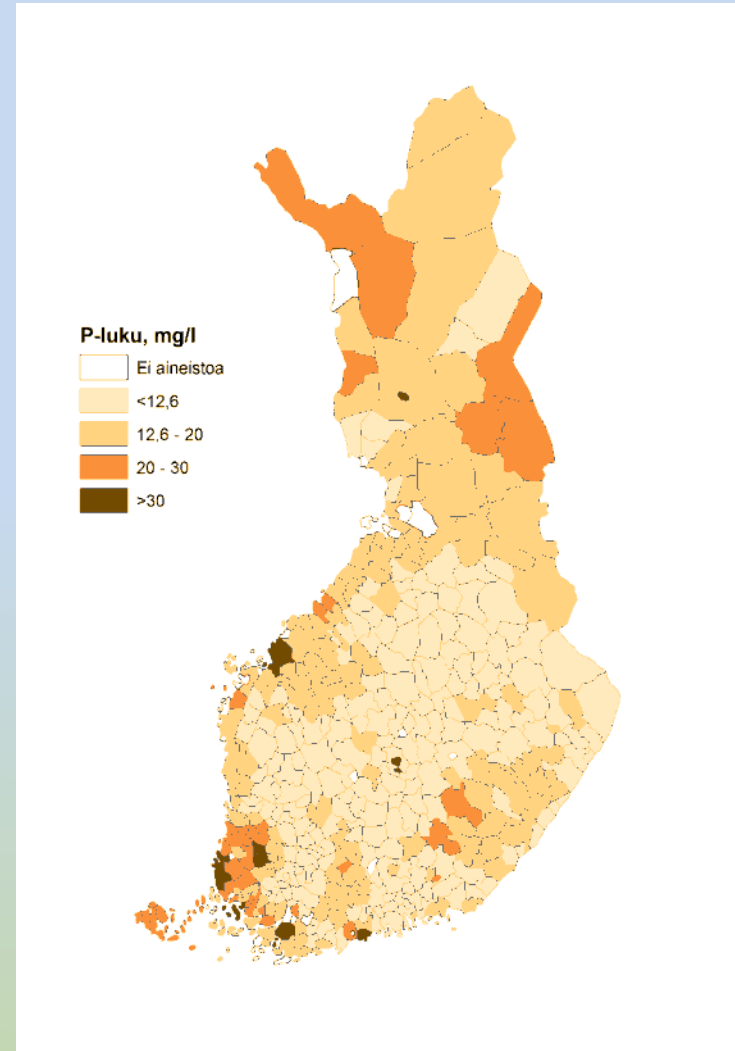 P-luku, mg/l
Ei aineistoa
<12,6
12,6 - 20
20 - 30
>30